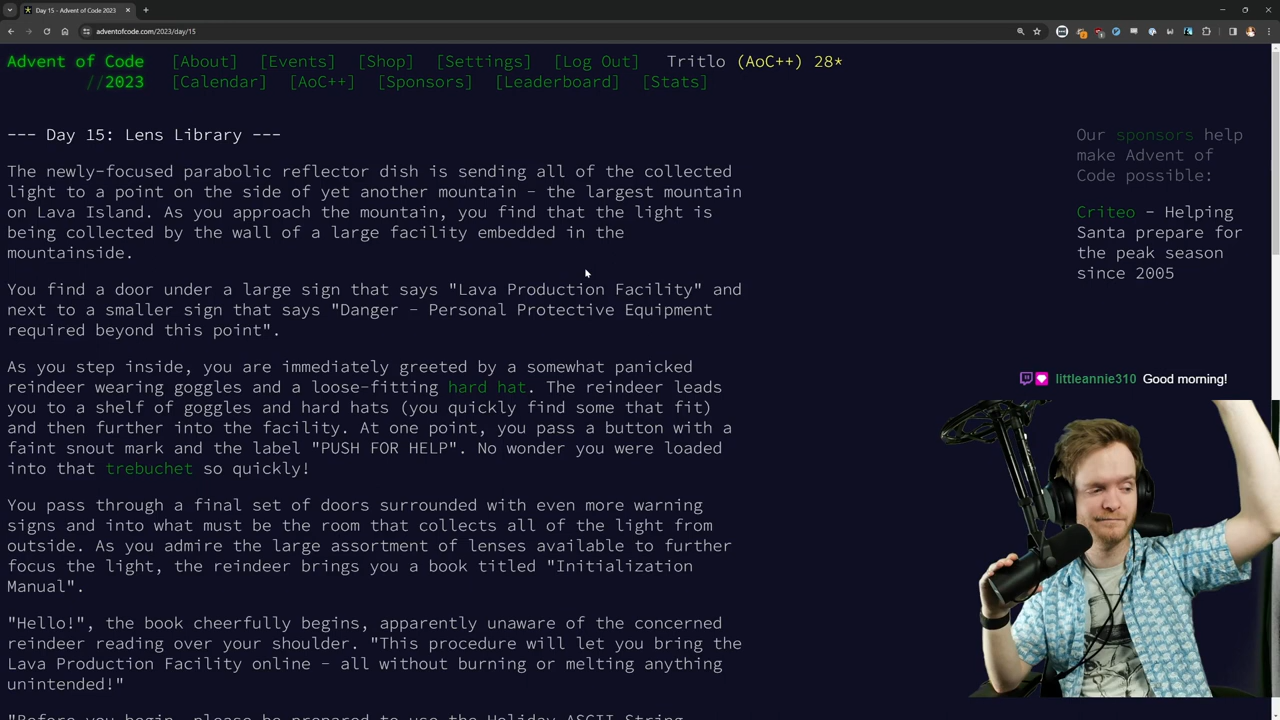 Day 15 - Advent of Code 2023
adventofcode.com/2023/day/15
Advent of Code [About] [Events] [Shop] [Settings] [Log Out] Tritlo (AoC++) 28*
//2023 [Calendar] [AoC++] [Sponsors] [Leaderboard] [Stats]
--- Day 15: Lens Library ---
The newly-focused parabolic reflector dish is sending all of the collected
light to a point on the side of yet another mountain - the largest mountain
on Lava Island. As you approach the mountain, you find that the light is
being collected by the wall of a large facility embedded in the
mountainside.
You find a door under a large sign that says "Lava Production Facility" and
next to a smaller sign that says "Danger - Personal Protective Equipment
required beyond this point".
As you step inside, you are immediately greeted by a somewhat panicked
reindeer wearing goggles and a loose-fitting hard hat. The reindeer leads
you to a shelf of goggles and hard hats (you quickly find some that fit)
and then further into the facility. At one point, you pass a button with a
faint snout mark and the label "PUSH FOR HELP". No wonder you were loaded
into that trebuchet so quickly!
You pass through a final set of doors surrounded with even more warning
signs and into what must be the room that collects all of the light from
outside. As you admire the large assortment of lenses available to further
focus the light, the reindeer brings you a book titled "Initialization
Manual".
"Hello!", the book cheerfully begins, apparently unaware of the concerned
reindeer reading over your shoulder. "This procedure will let you bring the
Lava Production Facility online - all without burning or melting anything
unintended!"
"Before you begin, please be prepared to use the Holiday ASCII String
Our sponsors help
make Advent of
Code possible:
Criteo - Helping
Santa prepare for
the peak season
since 2005
littleannie310 Good morning!